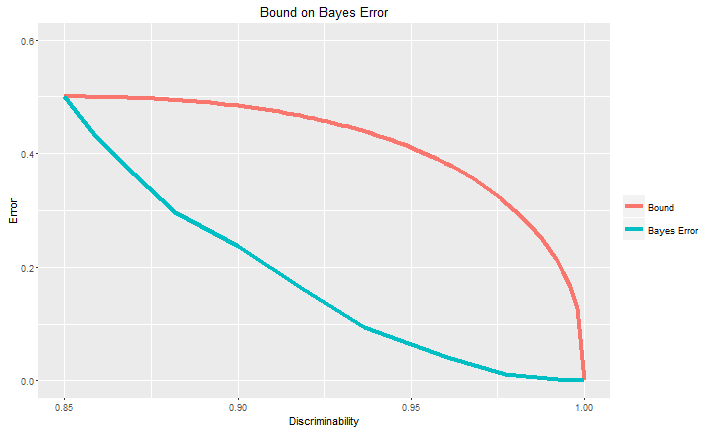 Bound on Bayes Error
0.6
0.4
0.2
0.0
Error
0.85
0.90
0.95
1.00
Discriminability
Bound
Bayes Error